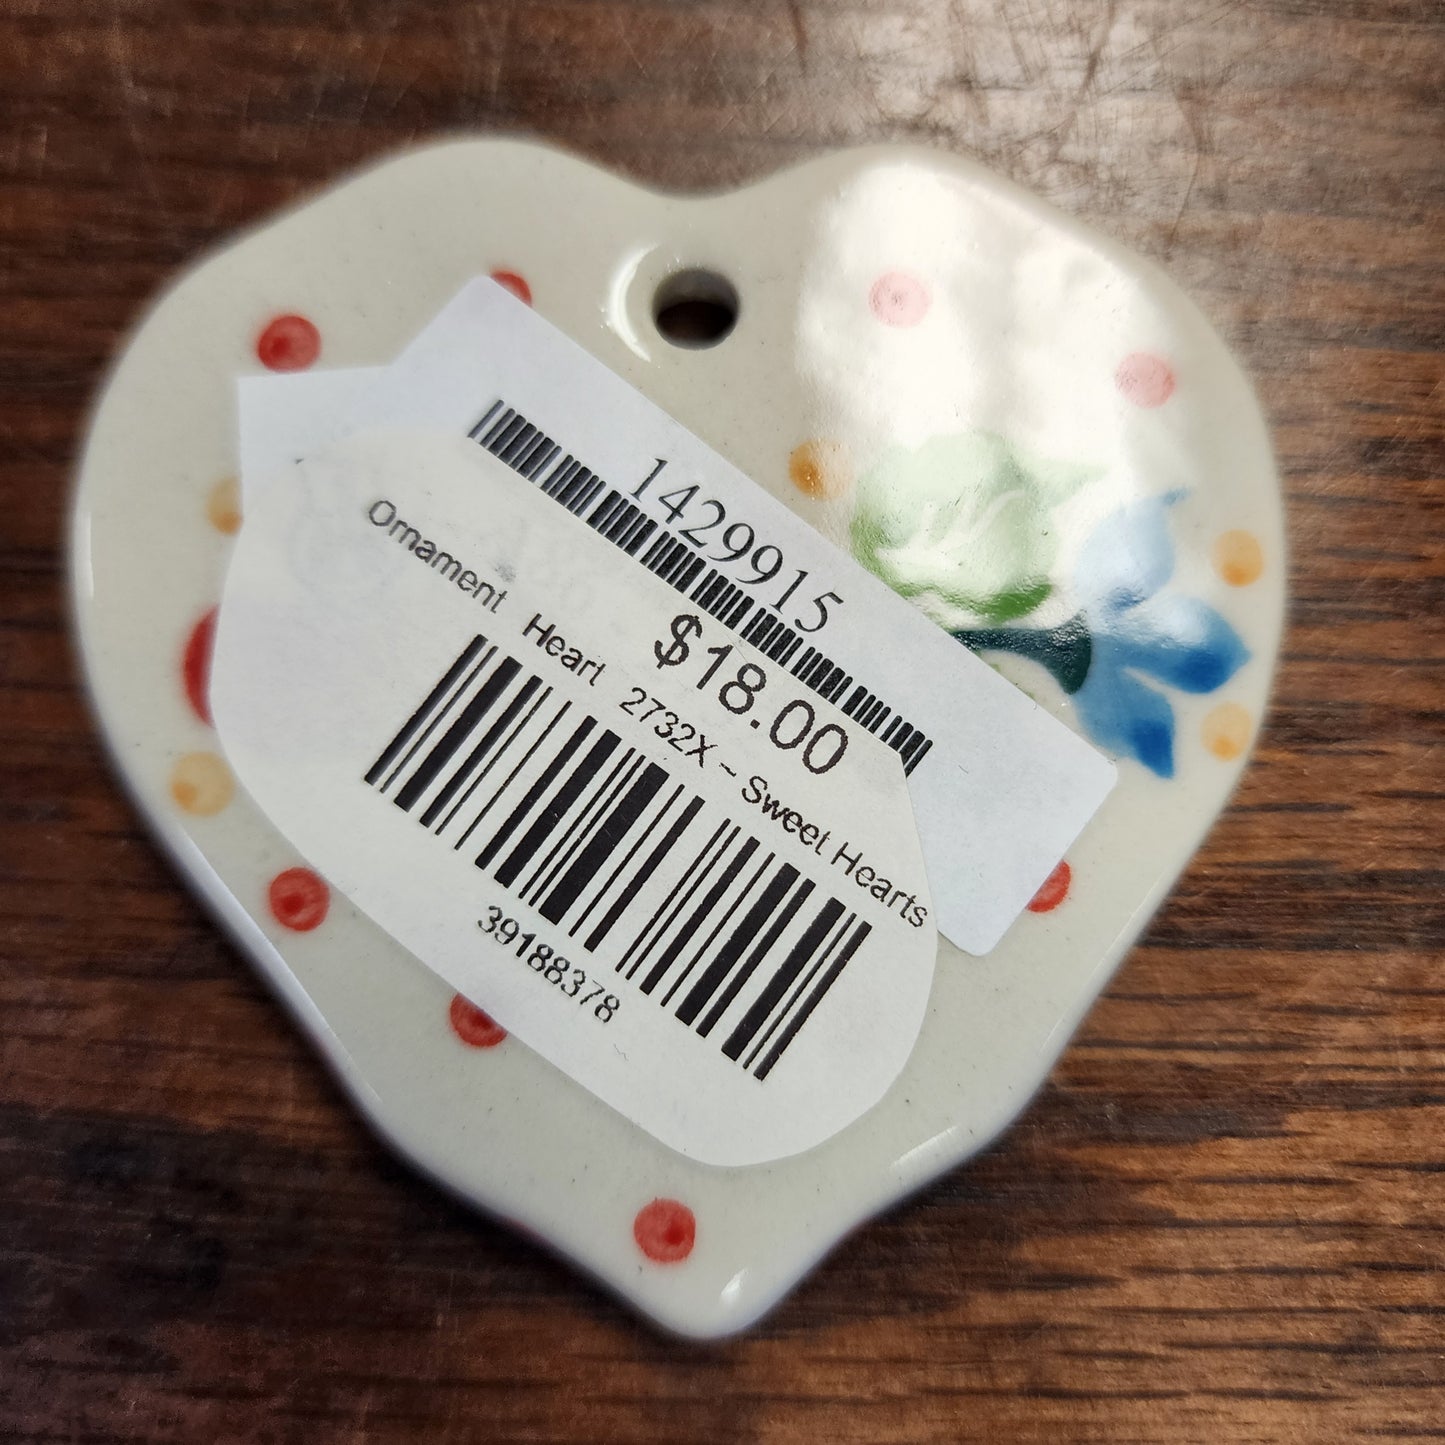 1429915
$18.00
Ornament Heart 2732X ~ Sweet Hearts
39188378